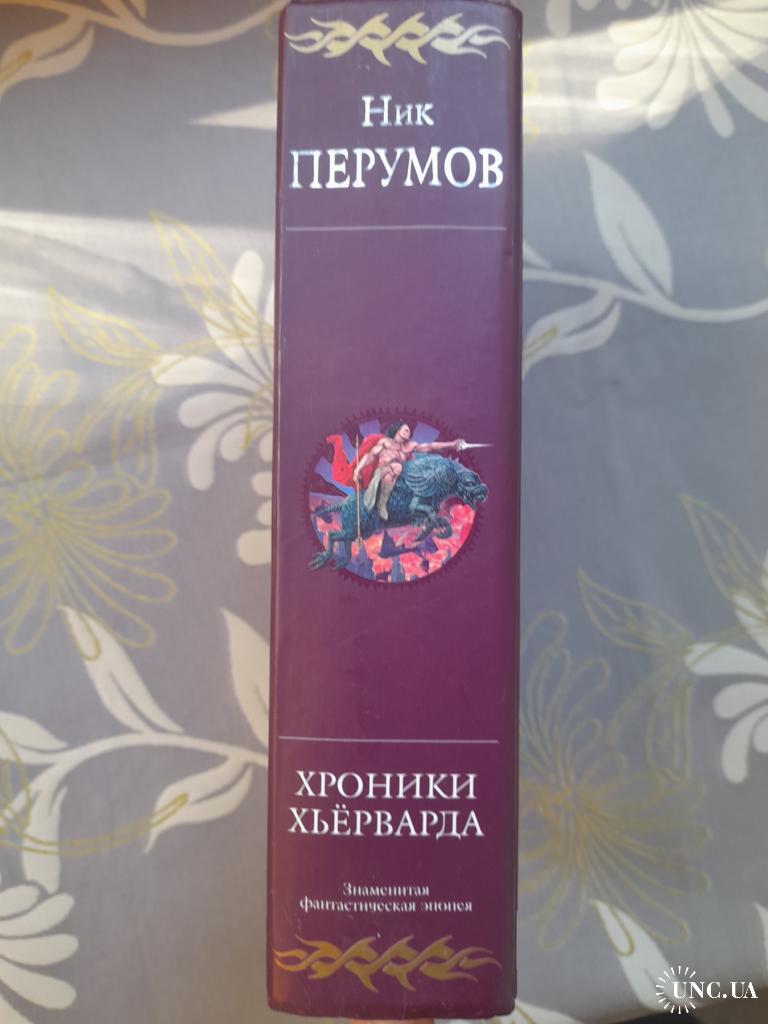 Ник
ПЕРУМОВ
ХРОНИКИ
ХЬЁРВАРДА
Знаменитая
фантастическая эпопея
UNC.UA